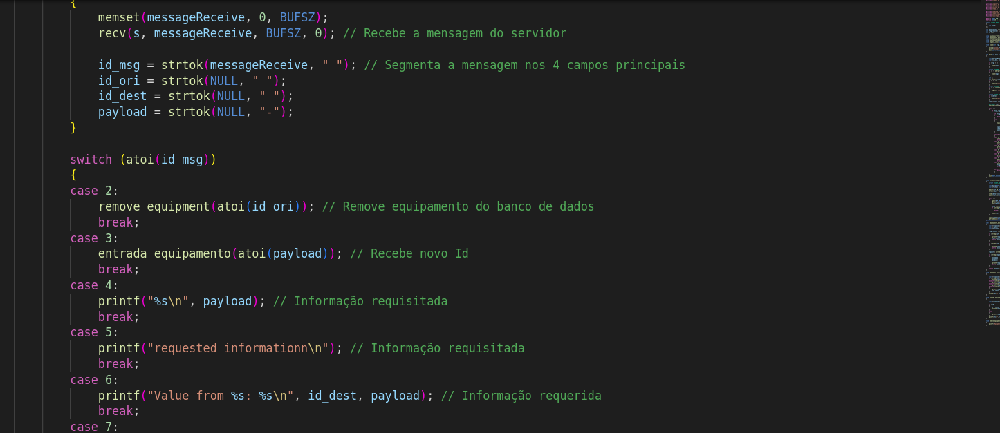 {
memset(messageReceive, 0, BUFSZ);
recv(s, messageReceive, BUFSZ, 0); // Recebe a mensagem do servidor
id_msg = strtok(messageReceive, " "); // Segmenta a mensagem nos 4 campos principais
id_ori = strtok(NULL, " ");
id_dest = strtok(NULL, " ");
payload = strtok(NULL, "-");
}
switch (atoi(id_msg))
{
case 2:
remove_equipment(atoi(id_ori)); // Remove equipamento do banco de dados
break;
case 3:
entrada_equipamento(atoi(payload)); // Recebe novo Id
break;
case 4:
printf("%s\n", payload); // Informação requisitada
break;
case 5:
printf("requested informationn\n"); // Informação requisitada
break;
case 6:
printf("Value from %s: %s\n", id_dest, payload); // Informação requerida
break;
case 7: